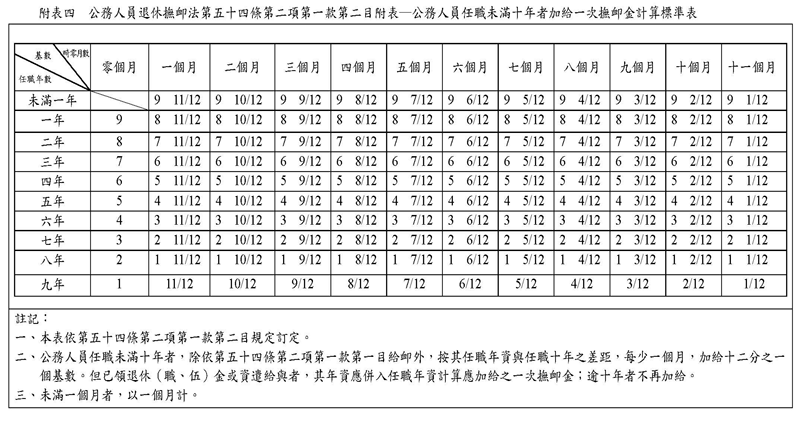 附表四　公務人員退休撫卹法第五十四條第二項第一款第二目附表—公務人員任職未滿十年者加給一次撫卹金計算標準表
基數 畸零月數 任職年數 零個月 一個月 二個月 三個月 四個月 五個月 六個月 七個月 八個月 九個月 十個月 十一個月
未滿一年 9 11/12 9 10/12 9 9/12 9 8/12 9 7/12 9 6/12 9 5/12 9 4/12 9 3/12 9 2/12 9 1/12
一年 9 8 11/12 8 10/12 8 9/12 8 8/12 8 7/12 8 6/12 8 5/12 8 4/12 8 3/12 8 2/12 8 1/12
二年 8 7 11/12 7 10/12 7 9/12 7 8/12 7 7/12 7 6/12 7 5/12 7 4/12 7 3/12 7 2/12 7 1/12
三年 7 6 11/12 6 10/12 6 9/12 6 8/12 6 7/12 6 6/12 6 5/12 6 4/12 6 3/12 6 2/12 6 1/12
四年 6 5 11/12 5 10/12 5 9/12 5 8/12 5 7/12 5 6/12 5 5/12 5 4/12 5 3/12 5 2/12 5 1/12
五年 5 4 11/12 4 10/12 4 9/12 4 8/12 4 7/12 4 6/12 4 5/12 4 4/12 4 3/12 4 2/12 4 1/12
六年 4 3 11/12 3 10/12 3 9/12 3 8/12 3 7/12 3 6/12 3 5/12 3 4/12 3 3/12 3 2/12 3 1/12
七年 3 2 11/12 2 10/12 2 9/12 2 8/12 2 7/12 2 6/12 2 5/12 2 4/12 2 3/12 2 2/12 2 1/12
八年 2 1 11/12 1 10/12 1 9/12 1 8/12 1 7/12 1 6/12 1 5/12 1 4/12 1 3/12 1 2/12 1 1/12
九年 1 11/12 10/12 9/12 8/12 7/12 6/12 5/12 4/12 3/12 2/12 1/12
註記：
一、本表依第五十四條第二項第一款第二目規定訂定。
二、公務人員任職未滿十年者，除依第五十四條第二項第一款第一目給卹外，按其任職年資與任職十年之差距，每少一個月，加給十二分之一
個基數。但已領退休（職、伍）金或資遣給與者，其年資應併入任職年資計算應加給之一次撫卹金；逾十年者不再加給。
三、未滿一個月者，以一個月計。